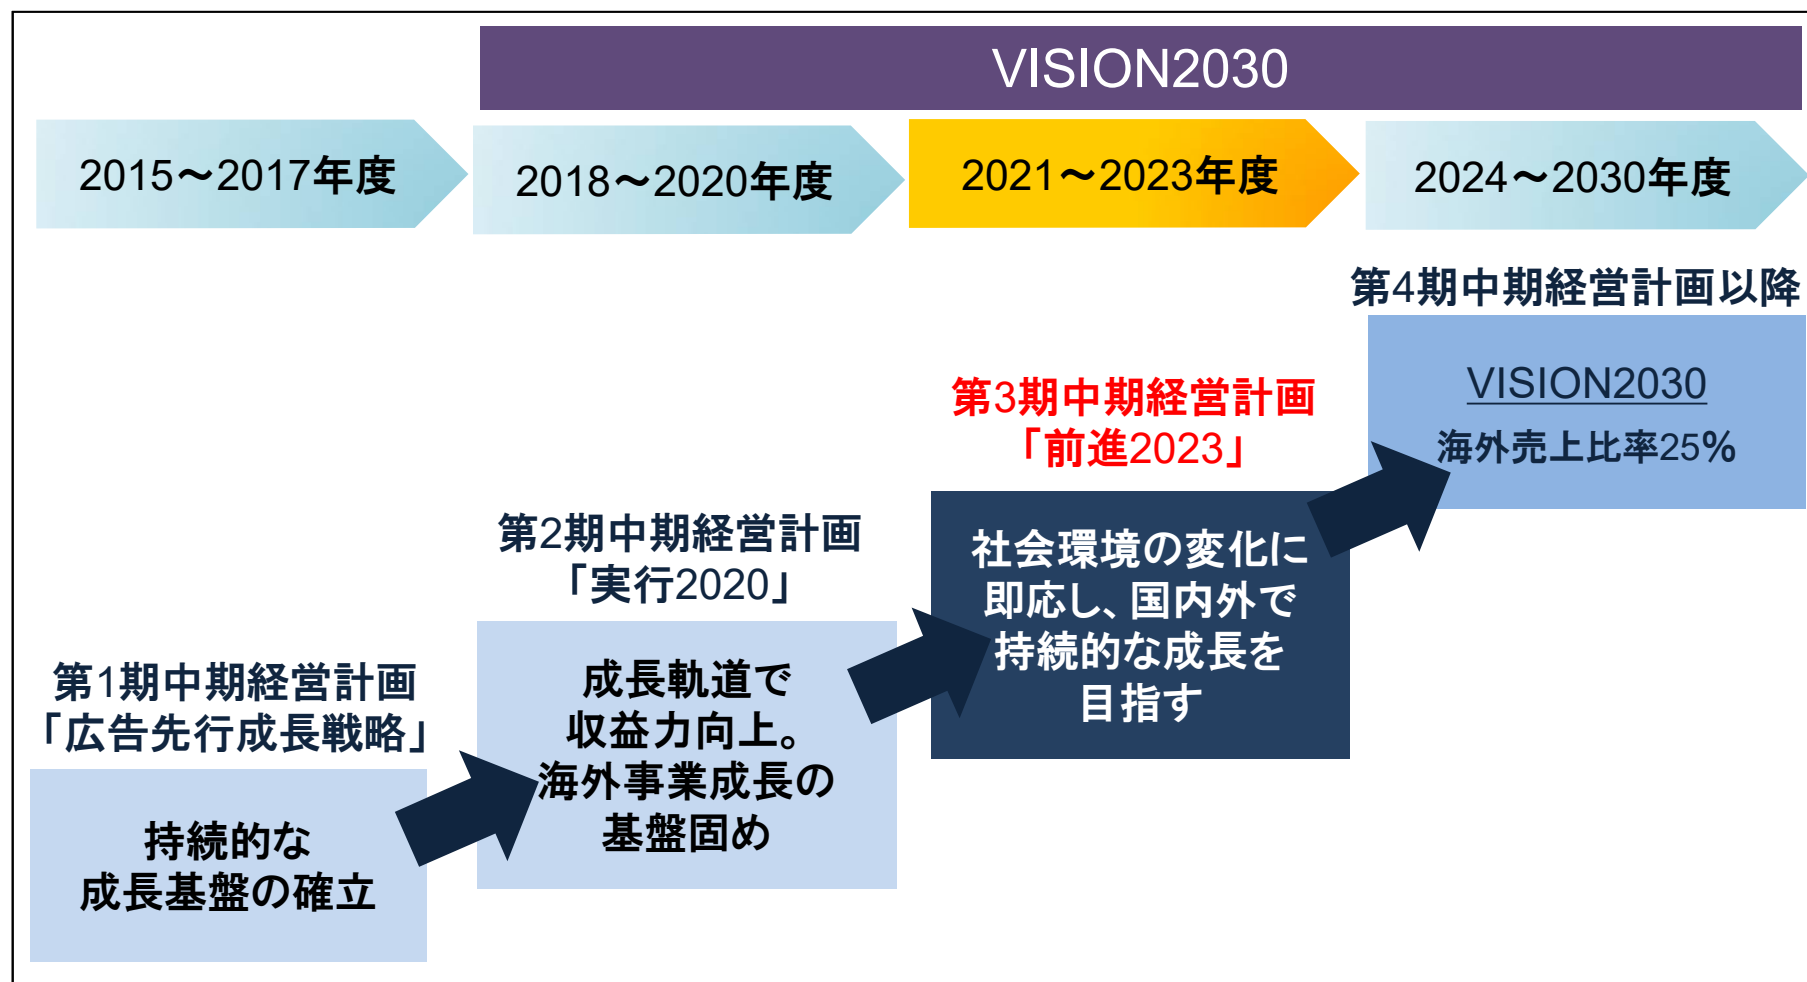 VISION2030
2015～2017年度
2018～2020年度
2021～2023年度
2024～2030年度
第4期中期経営計画以降
VISION2030
海外売上比率25%
第3期中期経営計画
「前進2023」
社会環境の変化に
即応し、国内外で
持続的な成長を
目指す
第2期中期経営計画
「実行2020」
成長軌道で
収益力向上。
海外事業成長の
基盤固め
第1期中期経営計画
「広告先行成長戦略」
持続的な
成長基盤の確立